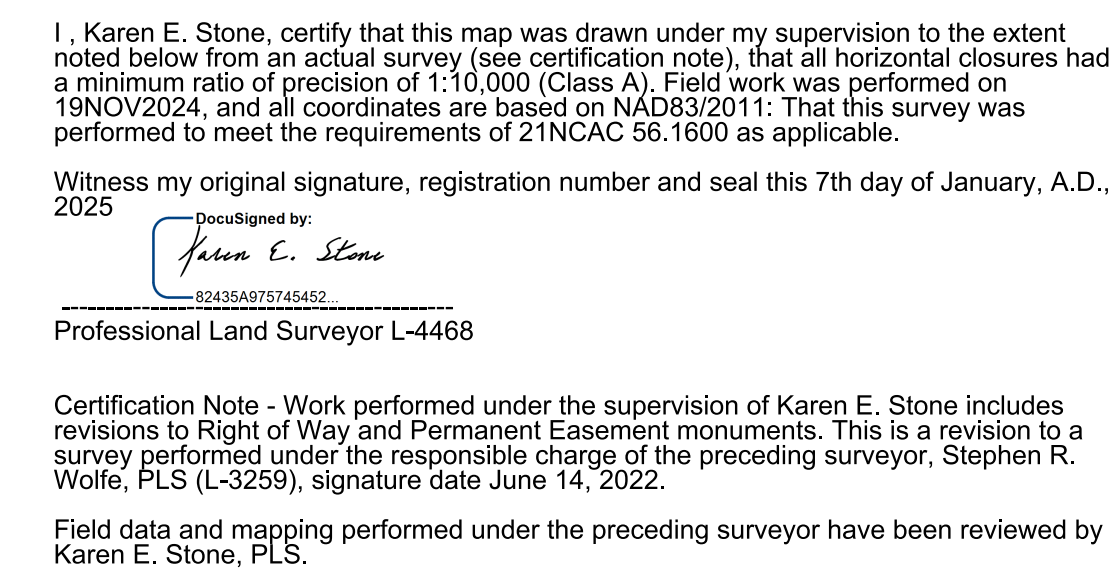 I , Karen E. Stone, certify that this map was drawn under my supervision to the extent
noted below from an actual survey (see certification note), that all horizontal closures had
a minimum ratio of precision of 1:10,000 (Class A). Field work was performed on
19NOV2024, and all coordinates are based on NAD83/2011: That this survey was
performed to meet the requirements of 21NCAC 56.1600 as applicable.
Witness my original signature, registration number and seal this 7th day of January, A.D.,
2025
DocuSigned by:
Karen E. Stone
82435A975745452...
Professional Land Surveyor L-4468
Certification Note - Work performed under the supervision of Karen E. Stone includes
revisions to Right of Way and Permanent Easement monuments. This is a revision to a
survey performed under the responsible charge of the preceding surveyor, Stephen R.
Wolfe, PLS (L-3259), signature date June 14, 2022.
Field data and mapping performed under the preceding surveyor have been reviewed by
Karen E. Stone, PLS.